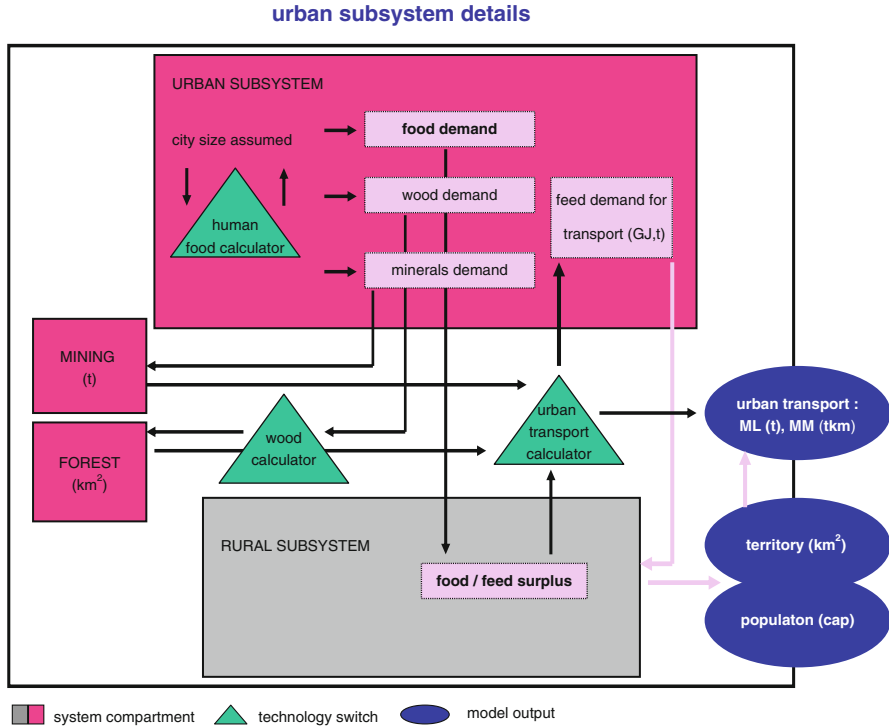 urban subsystem details
URBAN SUBSYSTEM
city size assumed
food demand
wood demand
minerals demand
human
food calculator
feed demand for
transport (GJ,t)
MINING
(t)
FOREST
(km²)
wood
calculator
urban
transport
calculator
urban transport :
ML (t), MM (tkm)
RURAL SUBSYSTEM
food / feed surplus
territory (km²)
populaton (cap)
system compartment
technology switch
model output